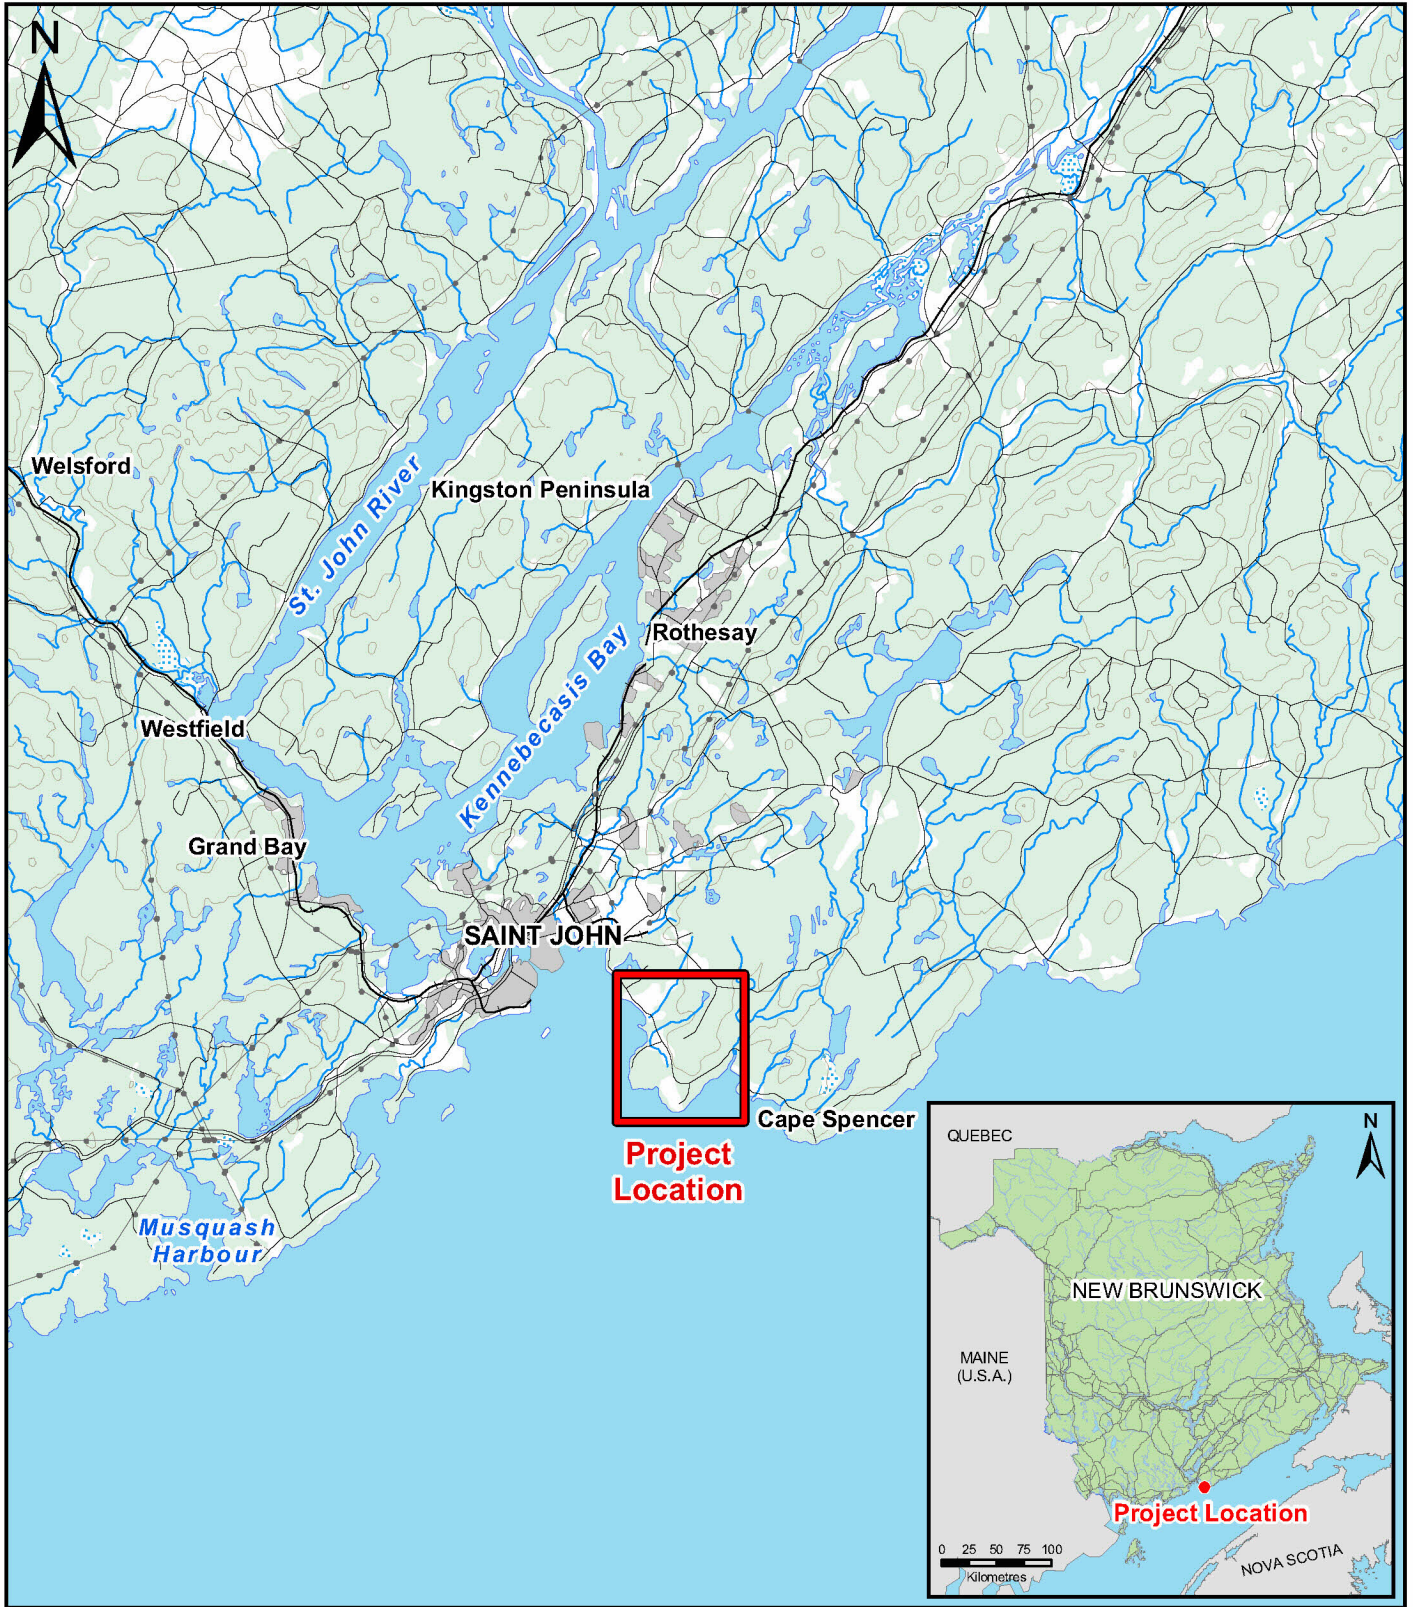 N
Welsford
Kingston Peninsula
St. John River
Rothesay
Kennebecasis Bay
Westfield
Grand Bay
SAINT JOHN
Cape Spencer
Project
Location
Musquash
Harbour
N
QUEBEC
NEW BRUNSWICK
MAINE
(U.S.A.)
Project Location
0 25 50 75 100
Kilometres
NOVA SCOTIA